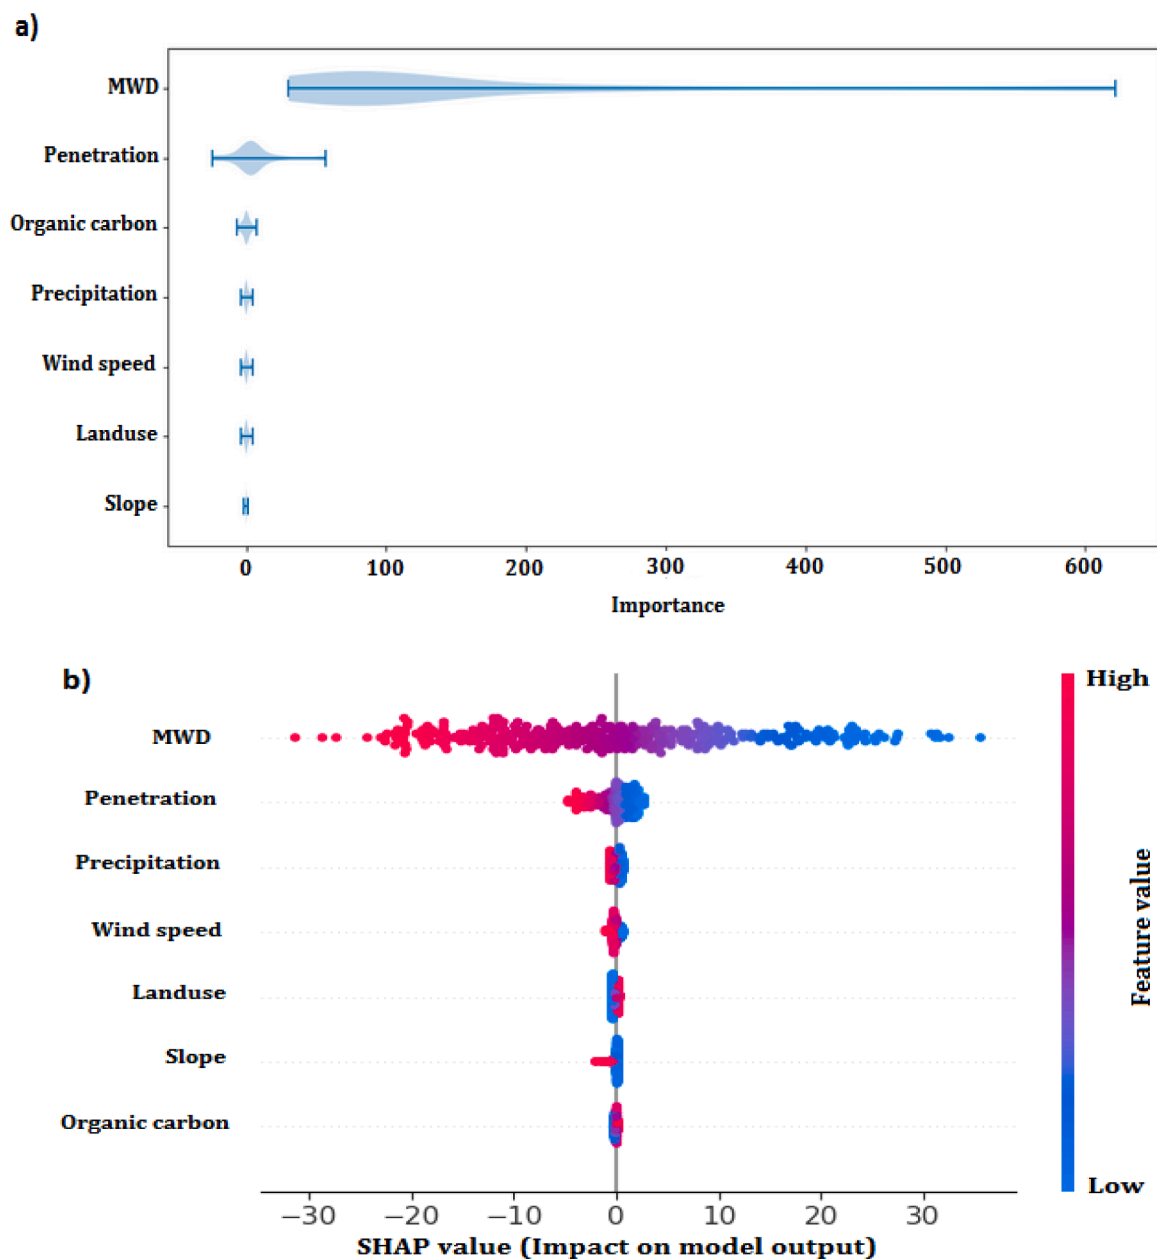 a)
MWD
Penetration
Organic carbon
Precipitation
Wind speed
Landuse
Slope
0 100 200 300 400 500 600
Importance
b)
High
MWD
Penetration
Precipitation
Wind speed
Landuse
Slope
Organic carbon
Feature value
Low
−30 −20 −10 0 10 20 30
SHAP value (Impact on model output)